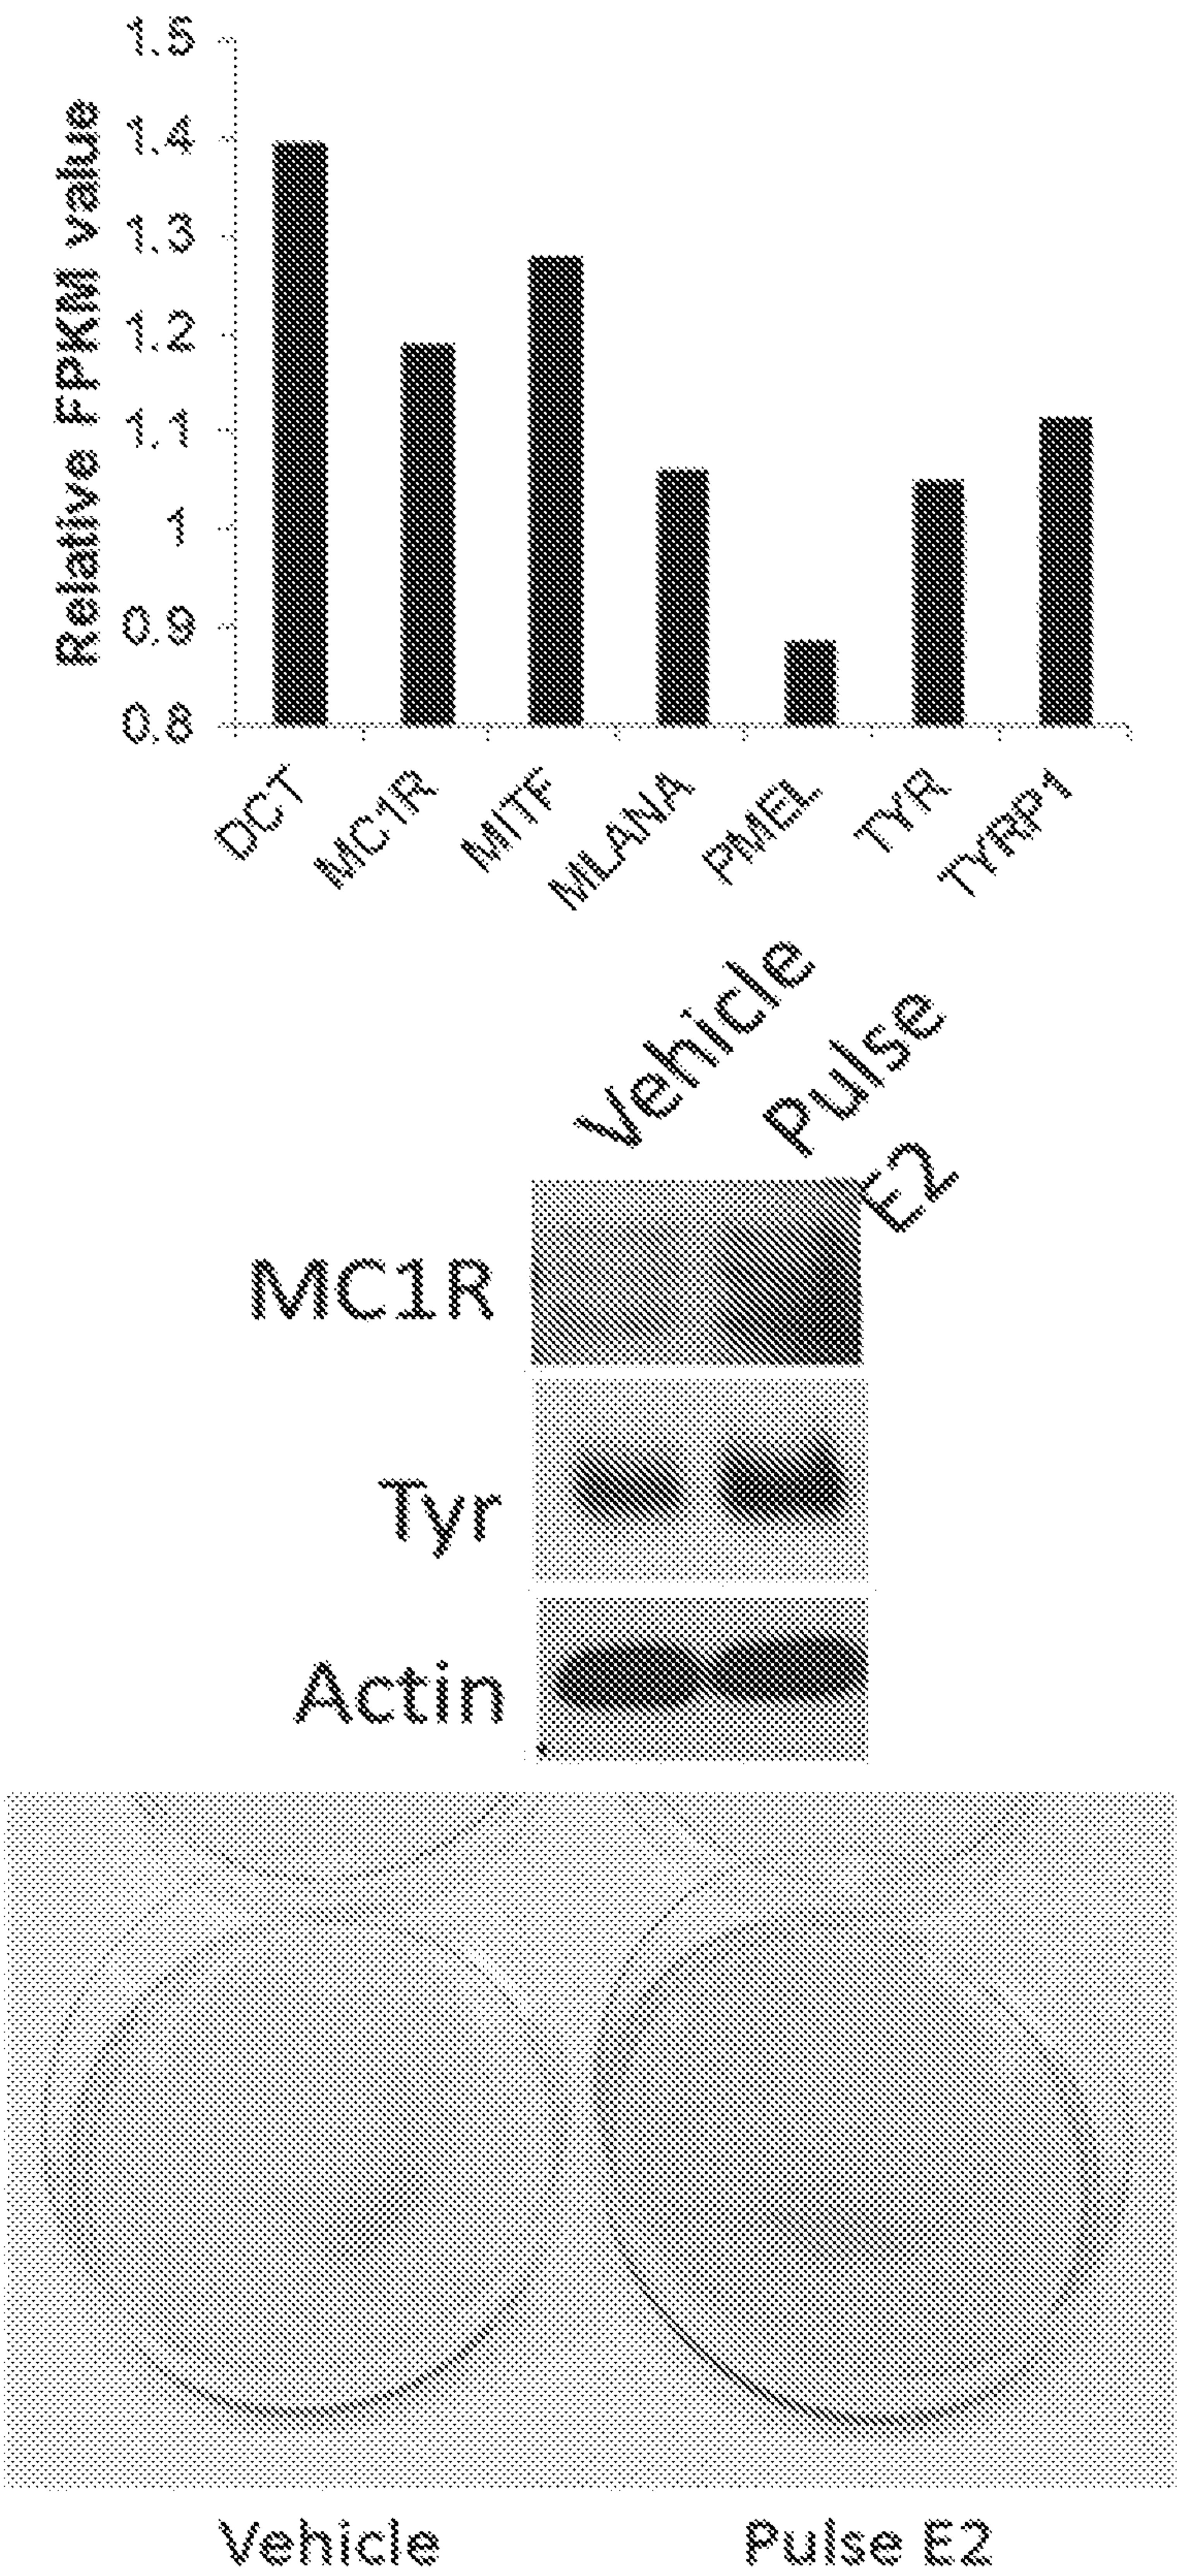 Relative FPKM value
1.5
1.4
1.3
1.2
1.1
1
0.9
0.8
DCT
MC1R
MITF
MLANA
PMEL
TYR
TYRP1
Vehicle
Pulse
E2
MC1R
Tyr
Actin
Vehicle
Pulse E2